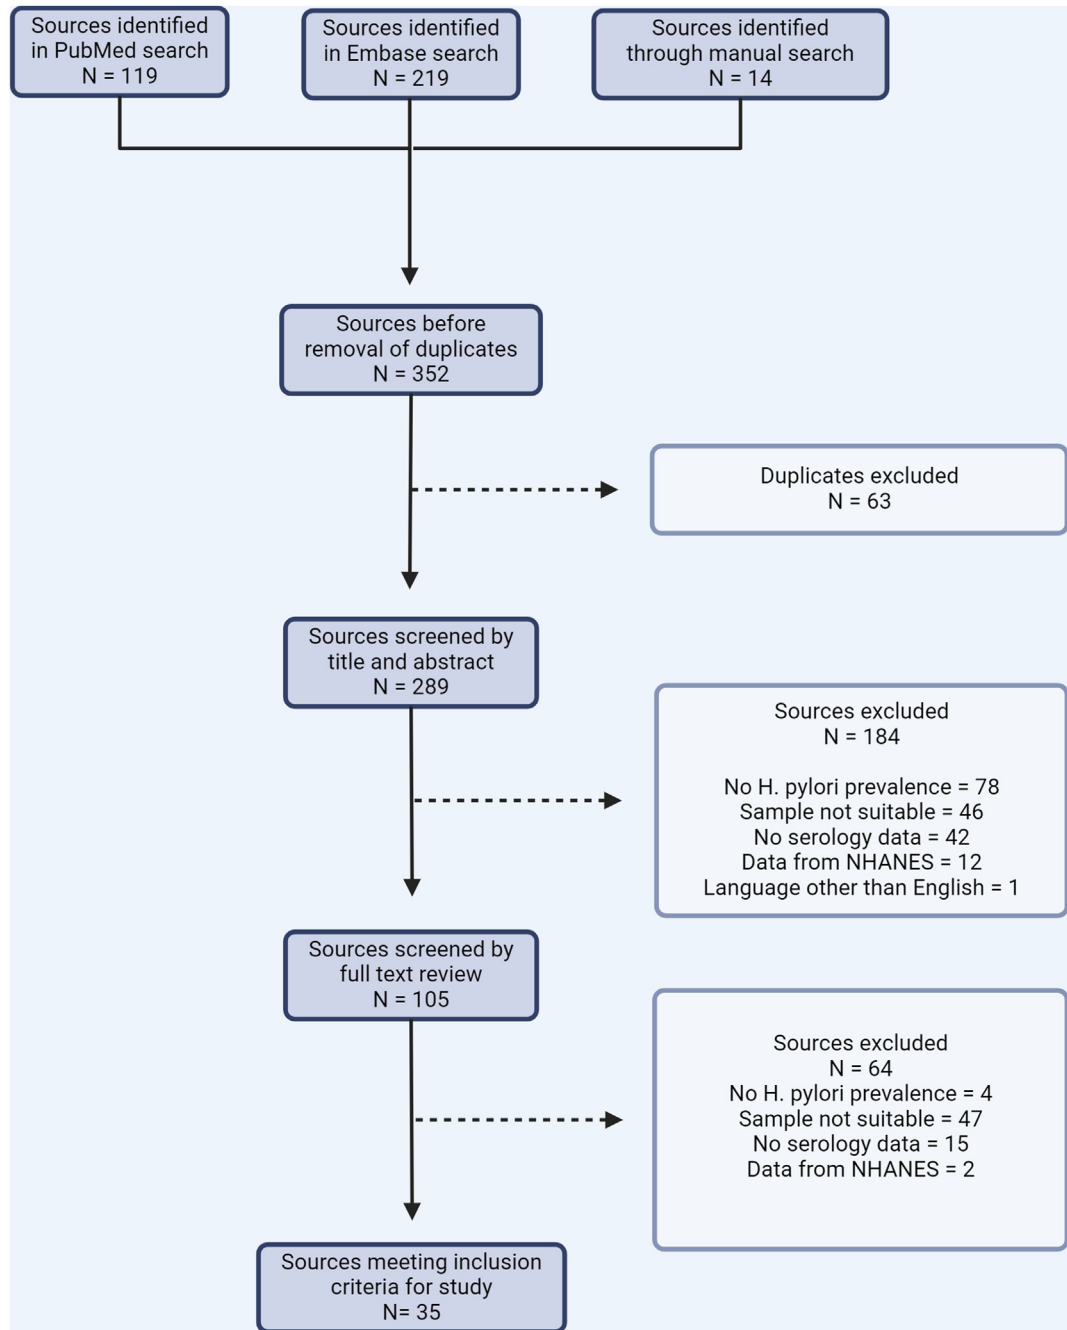 Sources identified
in PubMed search
N = 119
Sources identified
in Embase search
N = 219
Sources identified
through manual search
N = 14
Sources before
removal of duplicates
N = 352
Duplicates excluded
N = 63
Sources screened by
title and abstract
N = 289
Sources excluded
N = 184
No H. pylori prevalence = 78
Sample not suitable = 46
No serology data = 42
Data from NHANES = 12
Language other than English = 1
Sources screened by
full text review
N = 105
Sources excluded
N = 64
No H. pylori prevalence = 4
Sample not suitable = 47
No serology data = 15
Data from NHANES = 2
Sources meeting inclusion
criteria for study
N= 35